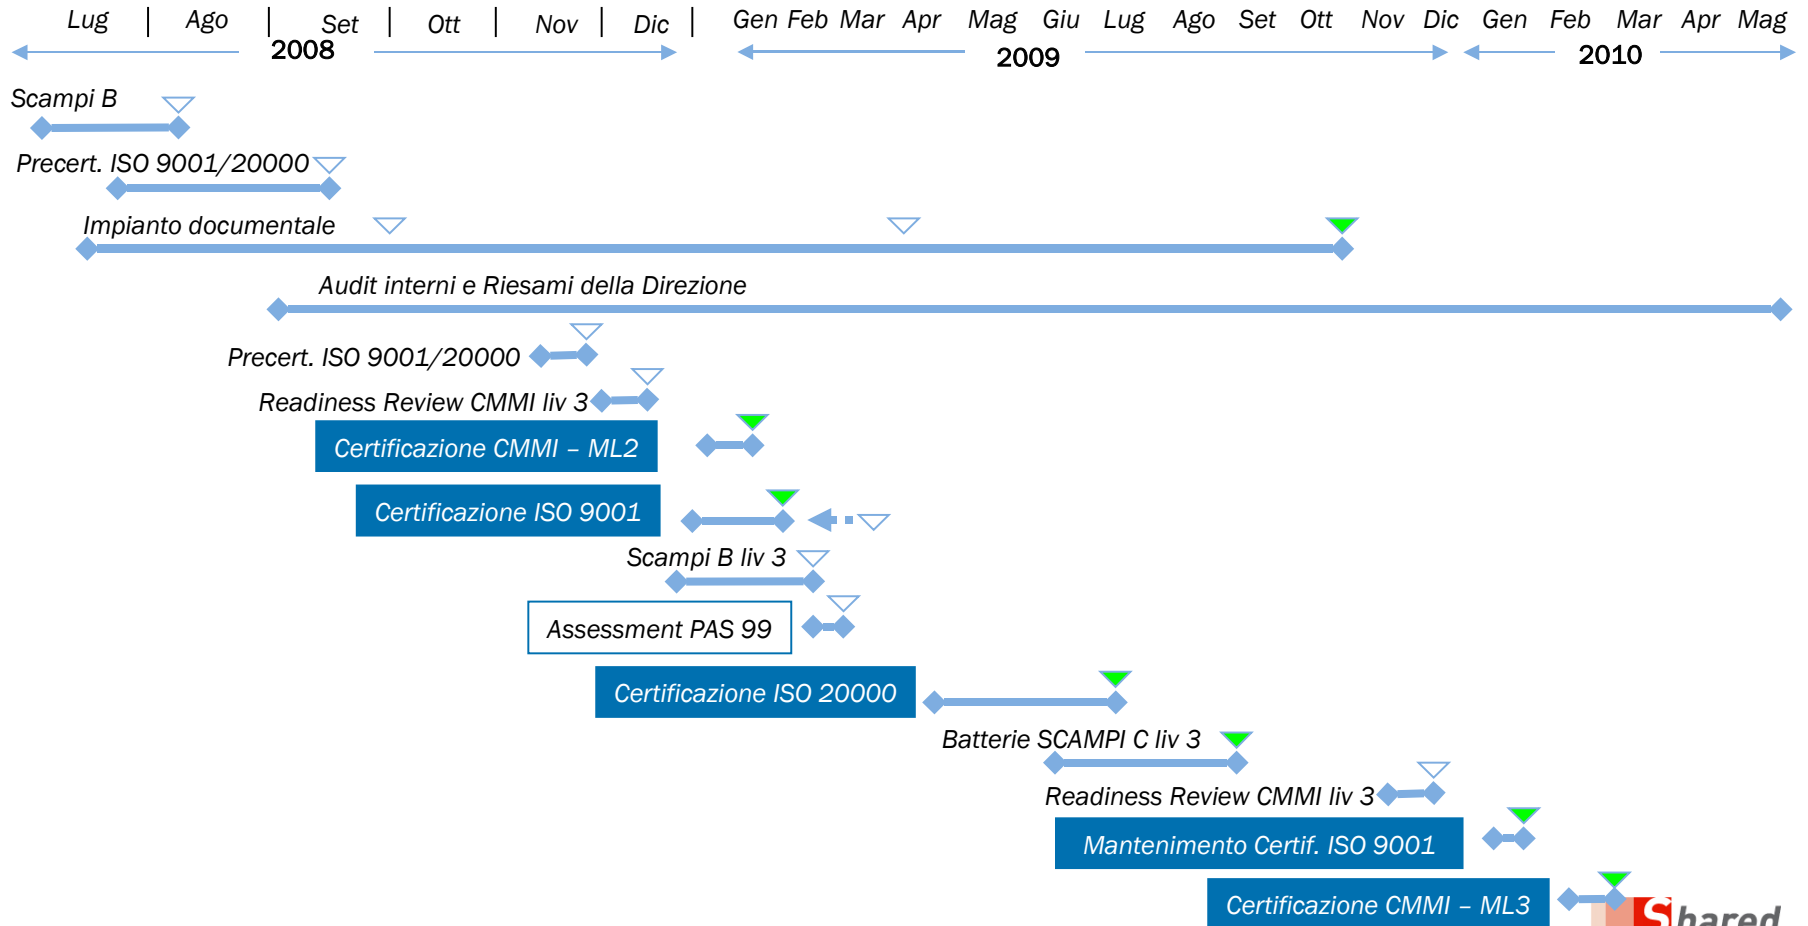 Lug | Ago | Set | Ott | Nov | Dic | Gen Feb Mar Apr Mag Giu Lug Ago Set Ott Nov Dic Gen Feb Mar Apr Mag
2008 2009 2010
Scampi B
Precert. ISO 9001/20000
Impianto documentale
Audit interni e Riesami della Direzione
Precert. ISO 9001/20000
Readiness Review CMMI liv 3
Certificazione CMMI – ML2
Certificazione ISO 9001
Scampi B liv 3
Assessment PAS 99
Certificazione ISO 20000
Batterie SCAMPI C liv 3
Readiness Review CMMI liv 3
Mantenimento Certif. ISO 9001
Certificazione CMMI – ML3
Shared